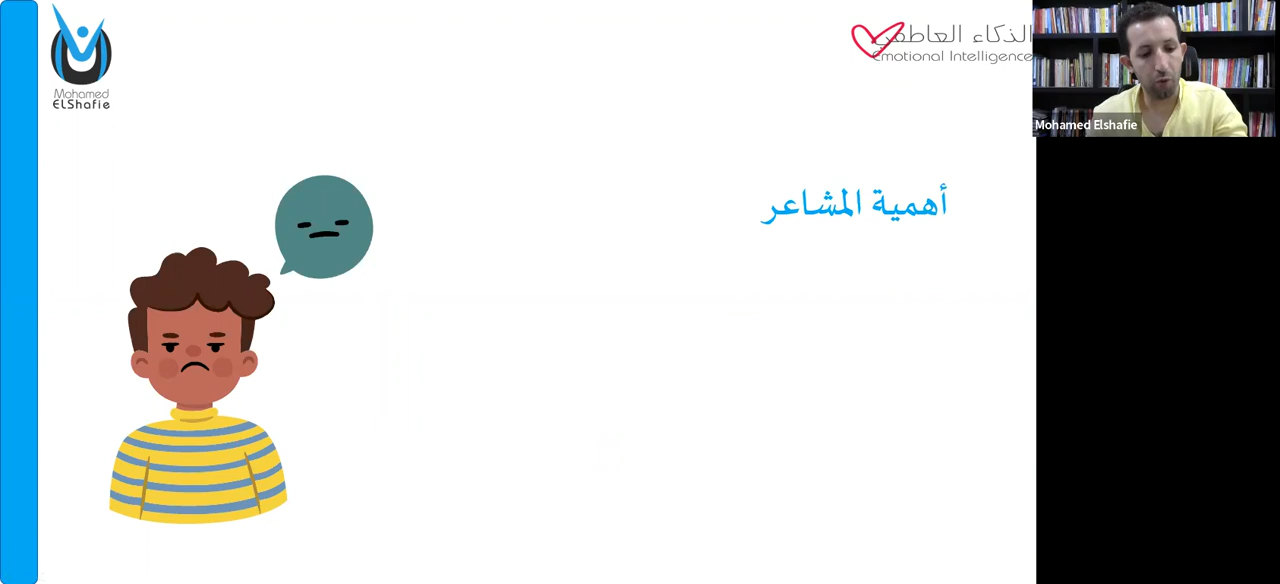 Mohamed
ELShafie
الذكاء العاطفي
Emotional Intelligence
Mohamed Elshafie
أهمية المشاعر